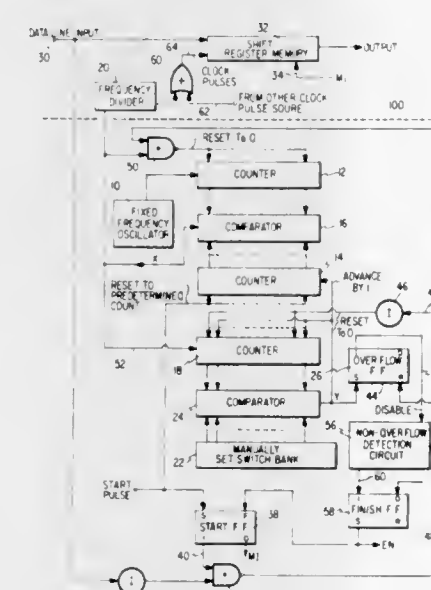 32
DATA LINE INPUT
64
SHIFT
REGISTER MEMORY
OUTPUT
30
20
60
CLOCK
PULSES
34
M1
FREQUENCY
DIVIDER
62
FROM OTHER CLOCK
PULSE SOURE
100
RESET TO 0
50
10
COUNTER
12
FIXED
FREQUENCY
OSCILLATOR
COMPARATOR
16
X
RESET TO
PREDETERMINED
COUNT
COUNTER
14
ADVANCE
BY 1
46
I
RESET
TO 0
52
COUNTER
18
26
OVERFLOW
F F
S
44
24
COMPARATOR
Y
DISABLE
56
NON-OVERFLOW
DETECTION
CIRCUIT
22
MANUALLY
SET SWITCH BANK
60
START
PULSE
38
58
FINISH F F
START F F
EN
40
M1
I